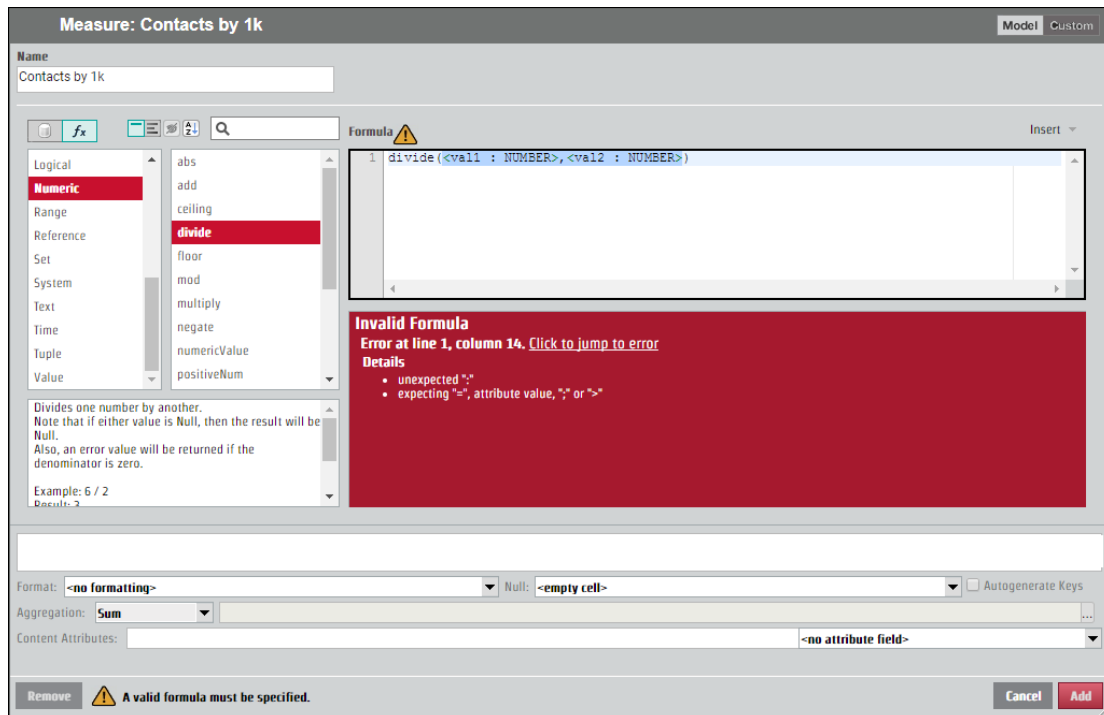 Measure: Contacts by 1k
Model Custom
Name
Contacts by 1k
fx
A
Z
Formula
Insert
Logical
Numeric
Range
Reference
Set
System
Text
Time
Tuple
Value
abs
add
ceiling
divide
floor
mod
multiply
negate
numericValue
positiveNum
1 divide(<val1 : NUMBER>,<val2 : NUMBER>)
Invalid Formula
Error at line 1, column 14. Click to jump to error
Details
• unexpected ":"
• expecting "=", attribute value, ";" or ">"
Divides one number by another.
Note that if either value is Null, then the result will be
Null.
Also, an error value will be returned if the
denominator is zero.
Example: 6 / 2
Result: 3
Format: <no formatting> Null: <empty cell> Autogenerate Keys
Aggregation: Sum ...
Content Attributes: <no attribute field>
Remove A valid formula must be specified. Cancel Add